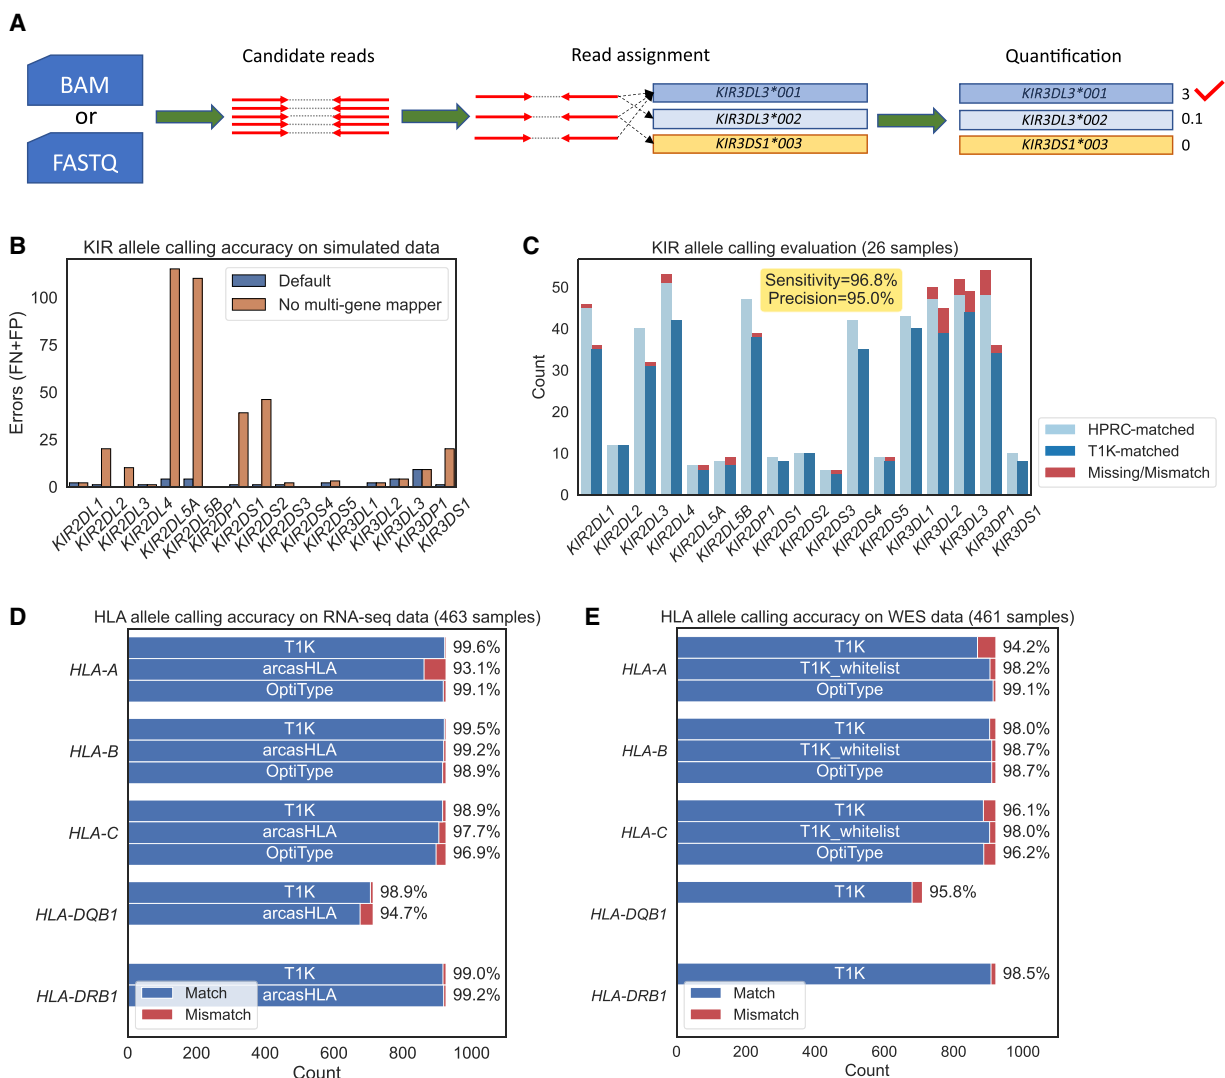 A
Candidate reads
Read assignment
Quantification
BAM
or
FASTQ
KIR3DL3*001
KIR3DL3*002
KIR3DS1*003
KIR3DL3*001 3
KIR3DL3*002 0.1
KIR3DS1*003 0
B
KIR allele calling accuracy on simulated data
Default
No multi-gene mapper
Errors (FN+FP)
100
75
50
25
0
KIR2DL1
KIR2DL2
KIR2DL3
KIR2DL4
KIR2DL5A
KIR2DL5B
KIR2DP1
KIR2DS1
KIR2DS2
KIR2DS3
KIR2DS4
KIR2DS5
KIR3DL1
KIR3DL2
KIR3DL3
KIR3DP1
KIR3DS1
C
KIR allele calling evaluation (26 samples)
Sensitivity=96.8%
Precision=95.0%
Count
50
40
30
20
10
0
KIR2DL1
KIR2DL2
KIR2DL3
KIR2DL4
KIR2DL5A
KIR2DL5B
KIR2DP1
KIR2DS1
KIR2DS2
KIR2DS3
KIR2DS4
KIR2DS5
KIR3DL1
KIR3DL2
KIR3DL3
KIR3DP1
KIR3DS1
HPRC-matched
T1K-matched
Missing/Mismatch
D
HLA allele calling accuracy on RNA-seq data (463 samples)
HLA-A
T1K 99.6%
arcasHLA 93.1%
OptiType 99.1%
HLA-B
T1K 99.5%
arcasHLA 99.2%
OptiType 98.9%
HLA-C
T1K 98.9%
arcasHLA 97.7%
OptiType 96.9%
HLA-DQB1
T1K 98.9%
arcasHLA 94.7%
HLA-DRB1
T1K 99.0%
arcasHLA 99.2%
Match
Mismatch
0 200 400 600 800 1000
Count
E
HLA allele calling accuracy on WES data (461 samples)
HLA-A
T1K 94.2%
T1K_whitelist 98.2%
OptiType 99.1%
HLA-B
T1K 98.0%
T1K_whitelist 98.7%
OptiType 98.7%
HLA-C
T1K 96.1%
T1K_whitelist 98.0%
OptiType 96.2%
HLA-DQB1
T1K 95.8%
HLA-DRB1
T1K 98.5%
Match
Mismatch
0 200 400 600 800 1000
Count